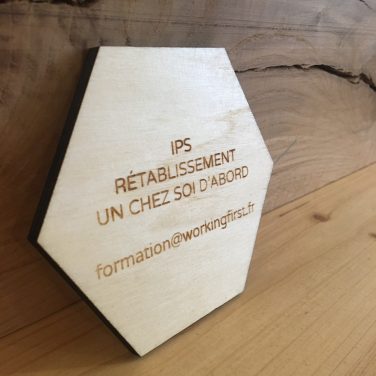 IPS
RÉTABLISSEMENT
UN CHEZ SOI D'ABORD
formation@workingfirst.fr